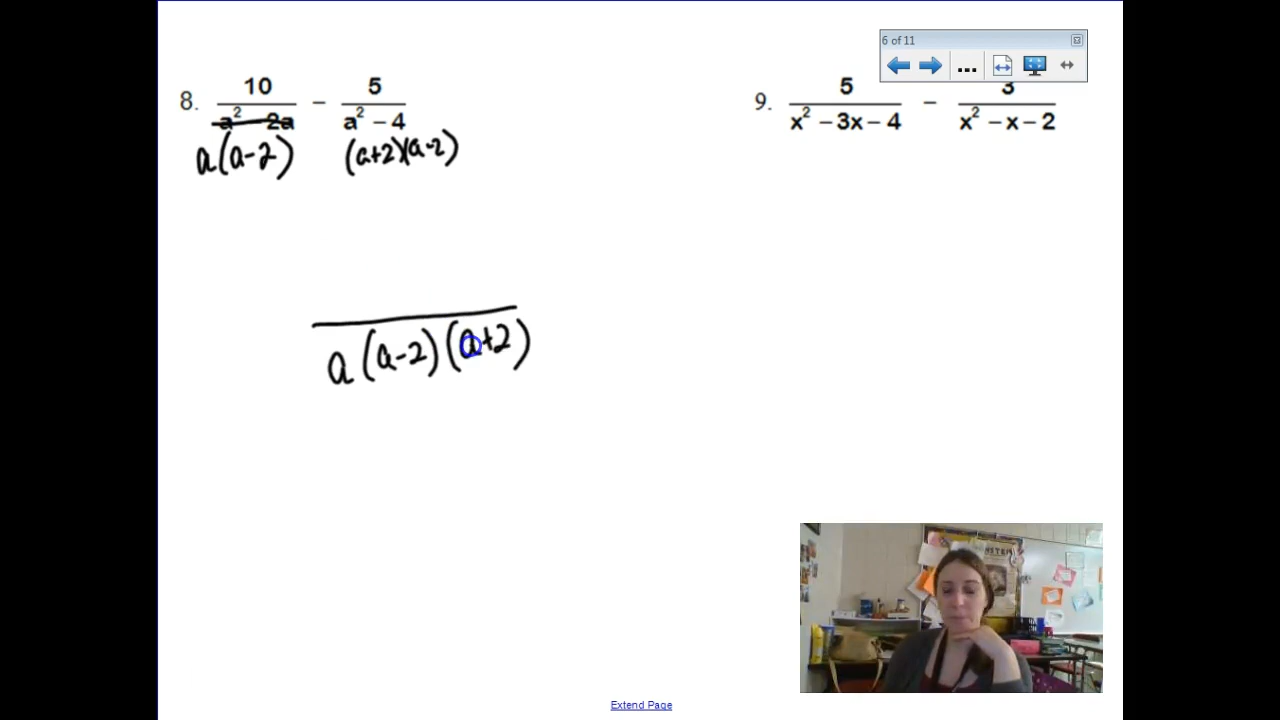 6 of 11
8. 10/(a² - 2a) − 5/(a² − 4)
a(a-2) (a+2)(a-2)
a(a-2)(a+2)
9. 5/(x² − 3x − 4) − 3/(x² − x − 2)
Extend Page